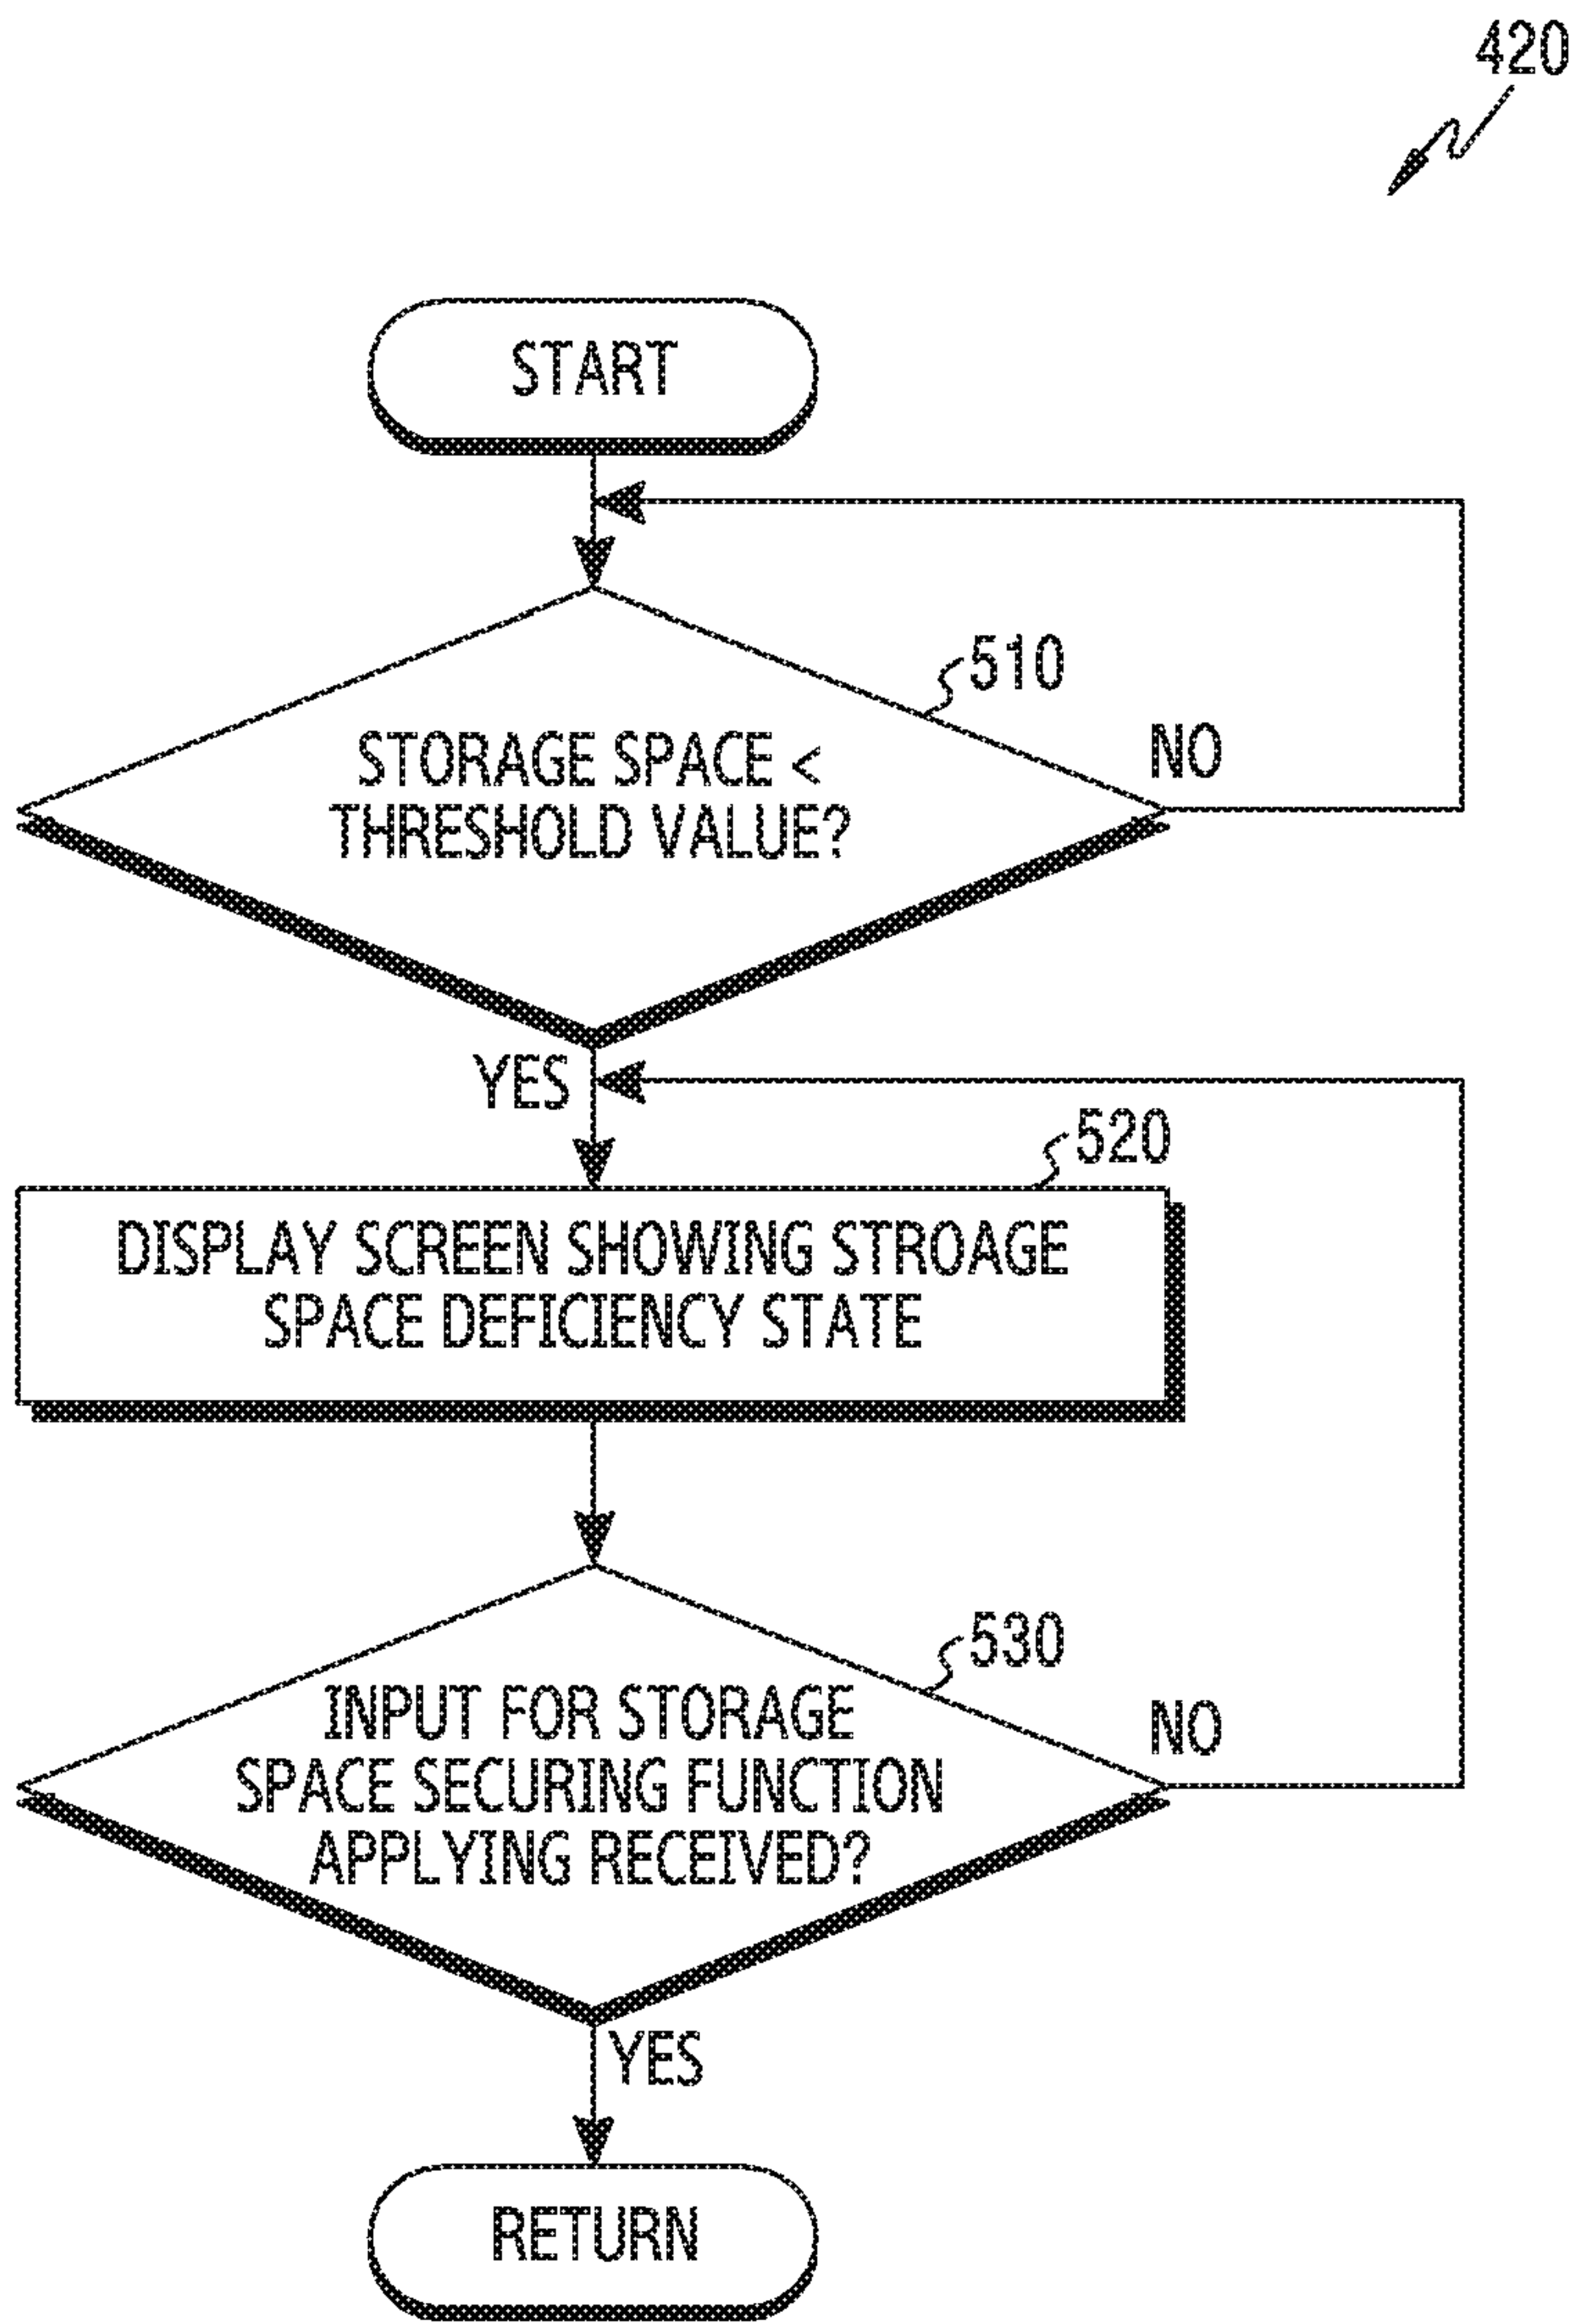 420
START
510
STORAGE SPACE <
THRESHOLD VALUE?
NO
YES
520
DISPLAY SCREEN SHOWING STROAGE
SPACE DEFICIENCY STATE
530
INPUT FOR STORAGE
SPACE SECURING FUNCTION
APPLYING RECEIVED?
NO
YES
RETURN